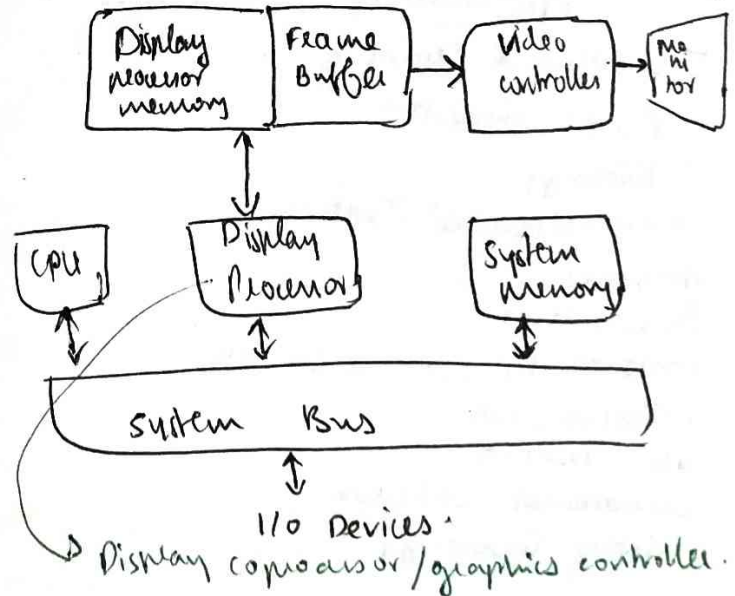 Display
processor
memory
Frame
Buffer
Video
controller
Mo
ni
tor
CPU
Display
Processor
System
memory
System Bus
I/O Devices.
Display coprocessor/graphics controller.